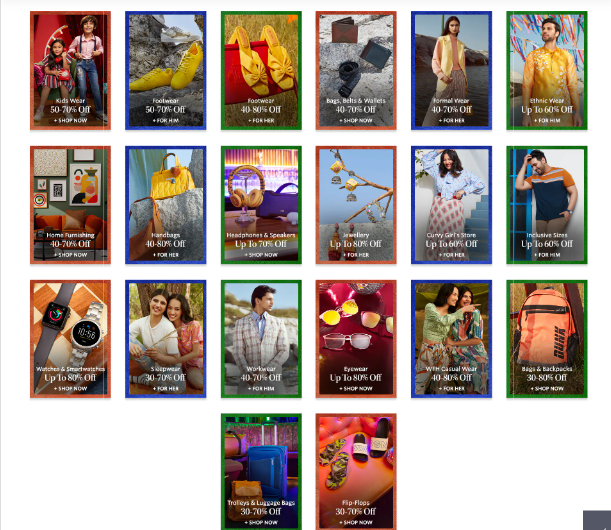 Kids Wear
50-70% Off
+ SHOP NOW
Footwear
50-70% Off
+ FOR HIM
Footwear
40-80% Off
+ FOR HER
Bags, Belts & Wallets
40-70% Off
+ SHOP NOW
Formal Wear
40-70% Off
+ FOR HER
Ethnic Wear
Up To 60% Off
+ FOR HIM
Home Furnishing
40-70% Off
+ SHOP NOW
Handbags
40-80% Off
+ FOR HER
Headphones & Speakers
Up To 70% Off
+ SHOP NOW
Jewellery
Up To 80% Off
+ FOR HER
Curvy Girl's Store
Up To 60% Off
+ FOR HER
Inclusive Sizes
Up To 60% Off
+ FOR HIM
Watches & Smartwatches
Up To 80% Off
+ SHOP NOW
Sleepwear
30-70% Off
+ FOR HER
Workwear
40-70% Off
+ FOR HIM
Eyewear
Up To 80% Off
+ SHOP NOW
WFH Casual Wear
40-80% Off
+ FOR HER
Bags & Backpacks
30-80% Off
+ SHOP NOW
Trolleys & Luggage Bags
30-70% Off
+ SHOP NOW
Flip-Flops
30-70% Off
+ SHOP NOW